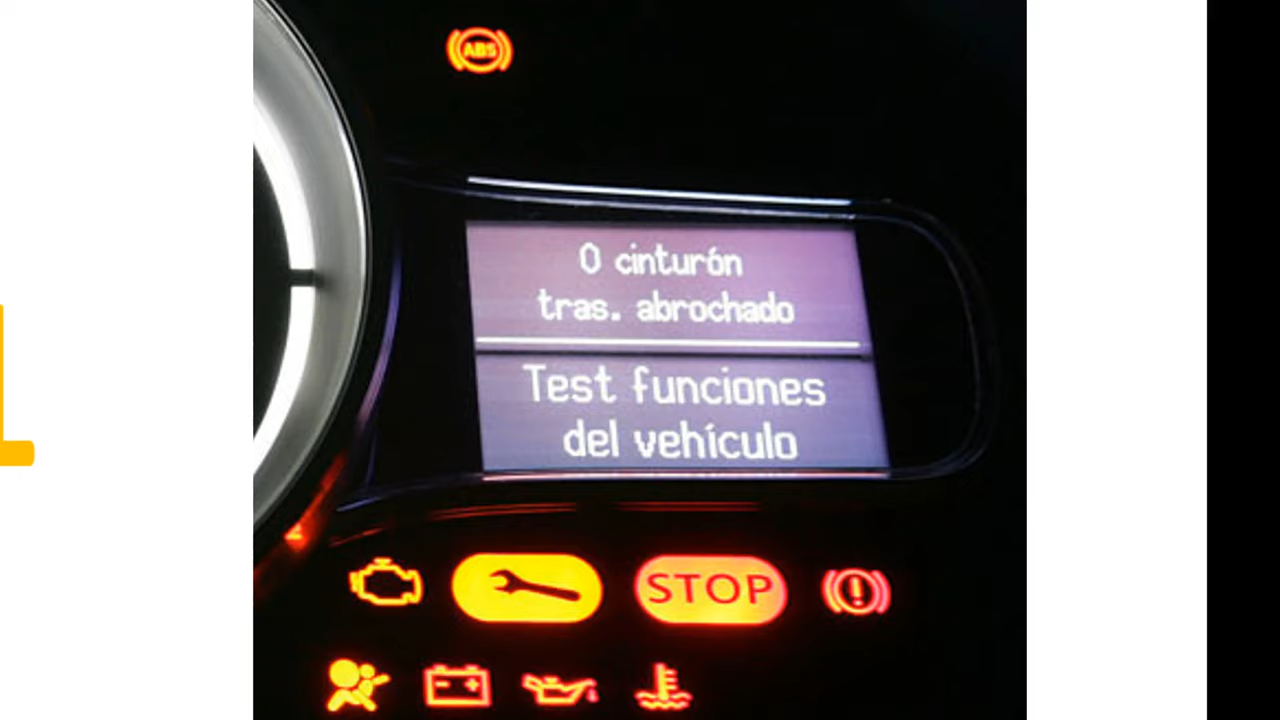 ABS
0 cinturón
tras. abrochado
Test funciones
del vehículo
STOP